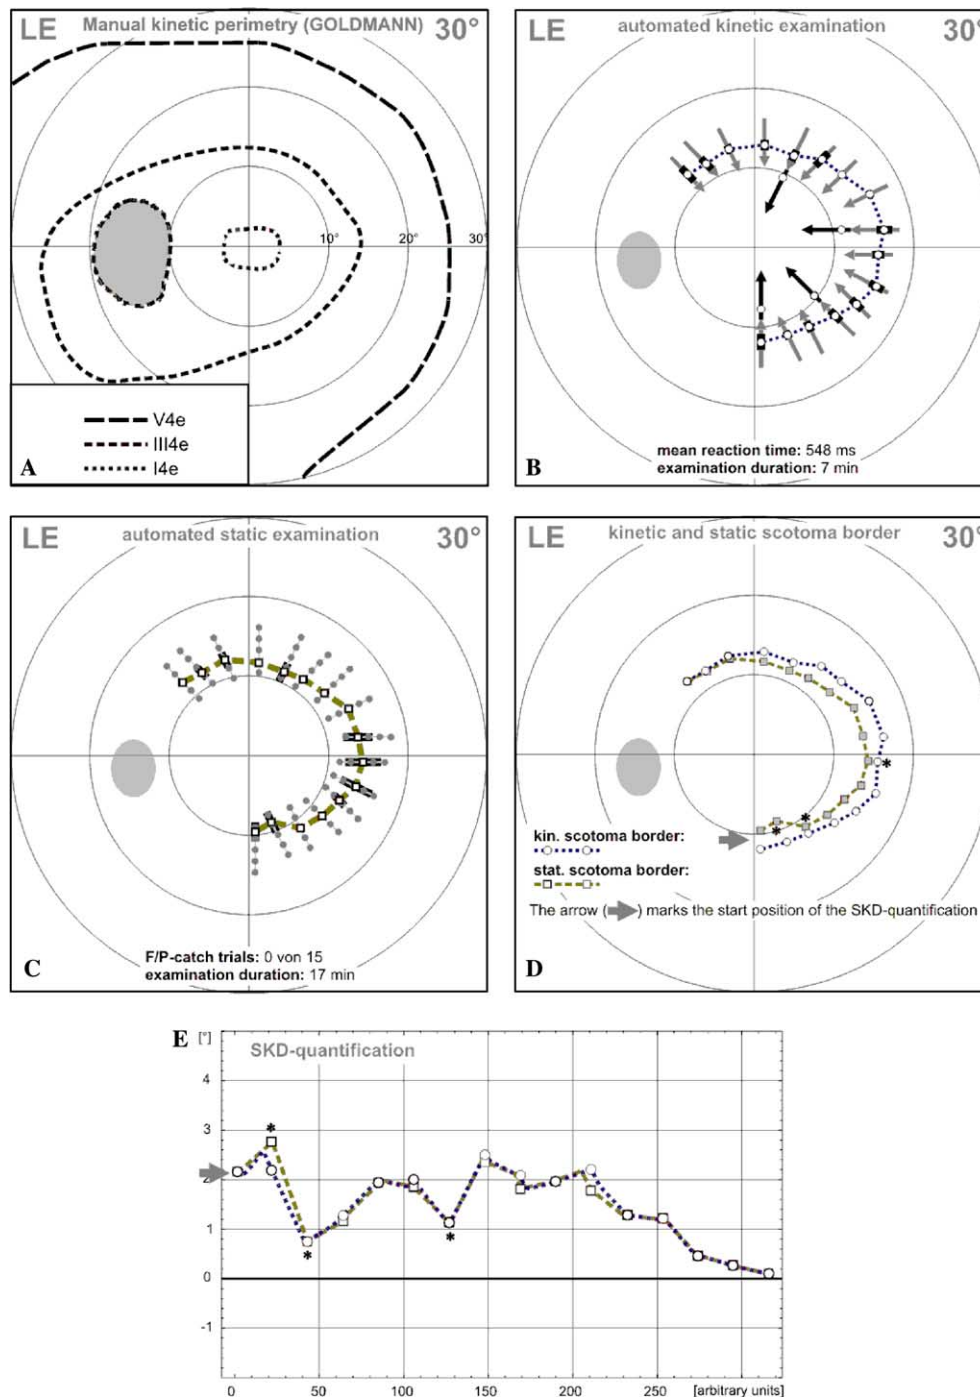 LE Manual kinetic perimetry (GOLDMANN) 30°
10° 20° 30°
V4e
III4e
I4e
A
LE automated kinetic examination 30°
mean reaction time: 548 ms
examination duration: 7 min
B
LE automated static examination 30°
F/P-catch trials: 0 von 15
examination duration: 17 min
C
LE kinetic and static scotoma border 30°
*
* *
kin. scotoma border:
stat. scotoma border:
The arrow ( ) marks the start position of the SKD-quantification
D
E [°]
SKD-quantification
4
3
2
1
0
-1
* * *
0 50 100 150 200 250 [arbitrary units]